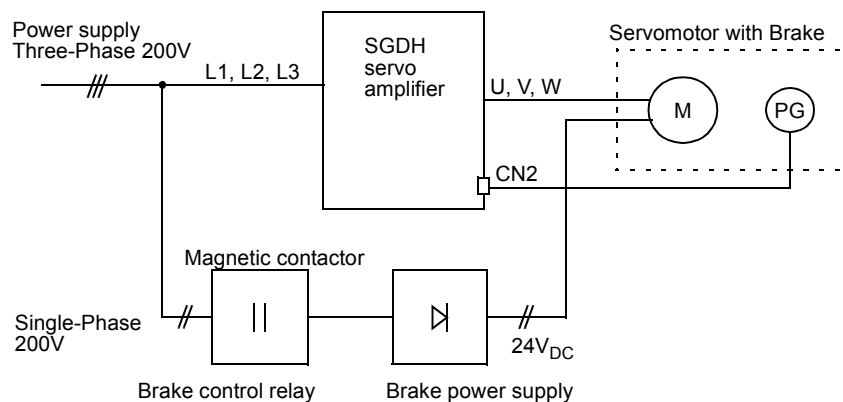 Power supply
Three-Phase 200V
L1, L2, L3
SGDH
servo
amplifier
U, V, W
Servomotor with Brake
M
PG
CN2
Magnetic contactor
Single-Phase
200V
24VDC
Brake control relay
Brake power supply